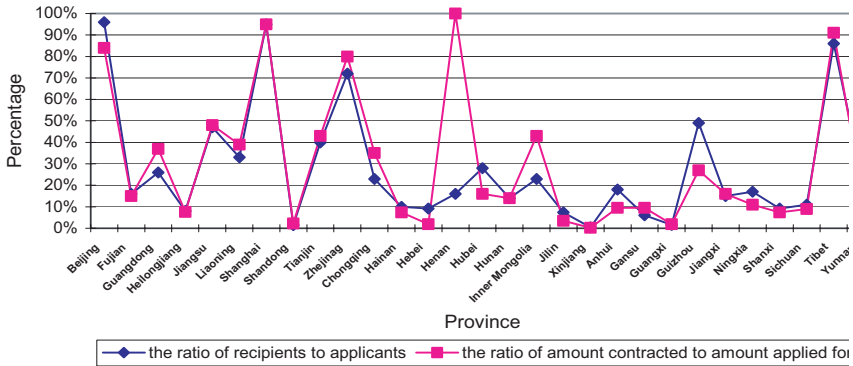 100%
90%
80%
70%
60%
50%
40%
30%
20%
10%
0%
Percentage
Beijing
Fujian
Guangdong
Heilongjiang
Jiangsu
Liaoning
Shanghai
Shandong
Tianjin
Zhejinag
Chongqing
Hainan
Hebei
Henan
Hubei
Hunan
Inner Mongolia
Jilin
Xinjiang
Anhui
Gansu
Guangxi
Guizhou
Jiangxi
Ningxia
Shanxi
Sichuan
Tibet
Yunna
Province
the ratio of recipients to applicants
the ratio of amount contracted to amount applied for